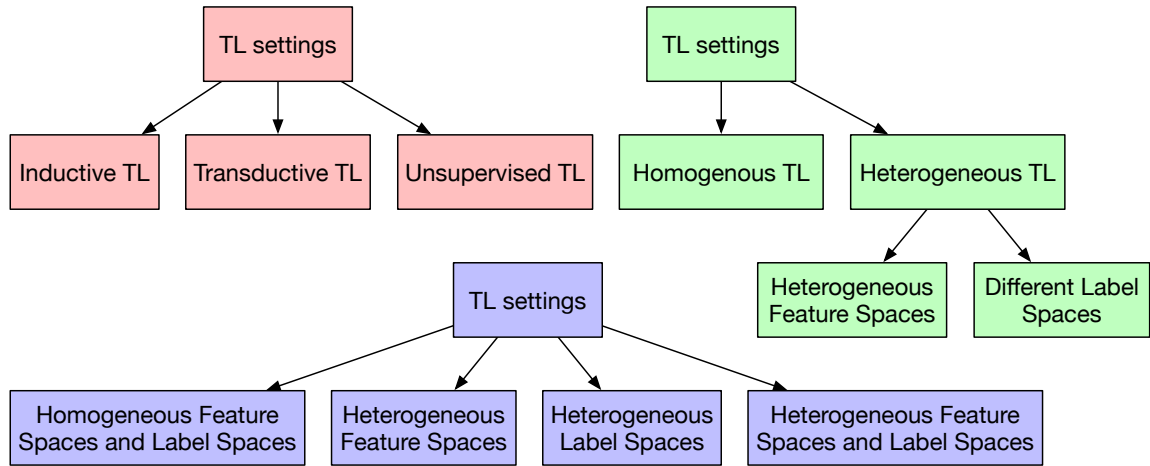 TL settings
Inductive TL
Transductive TL
Unsupervised TL
TL settings
Homogenous TL
Heterogeneous TL
Heterogeneous
Feature Spaces
Different Label
Spaces
TL settings
Homogeneous Feature
Spaces and Label Spaces
Heterogeneous
Feature Spaces
Heterogeneous
Label Spaces
Heterogeneous Feature
Spaces and Label Spaces